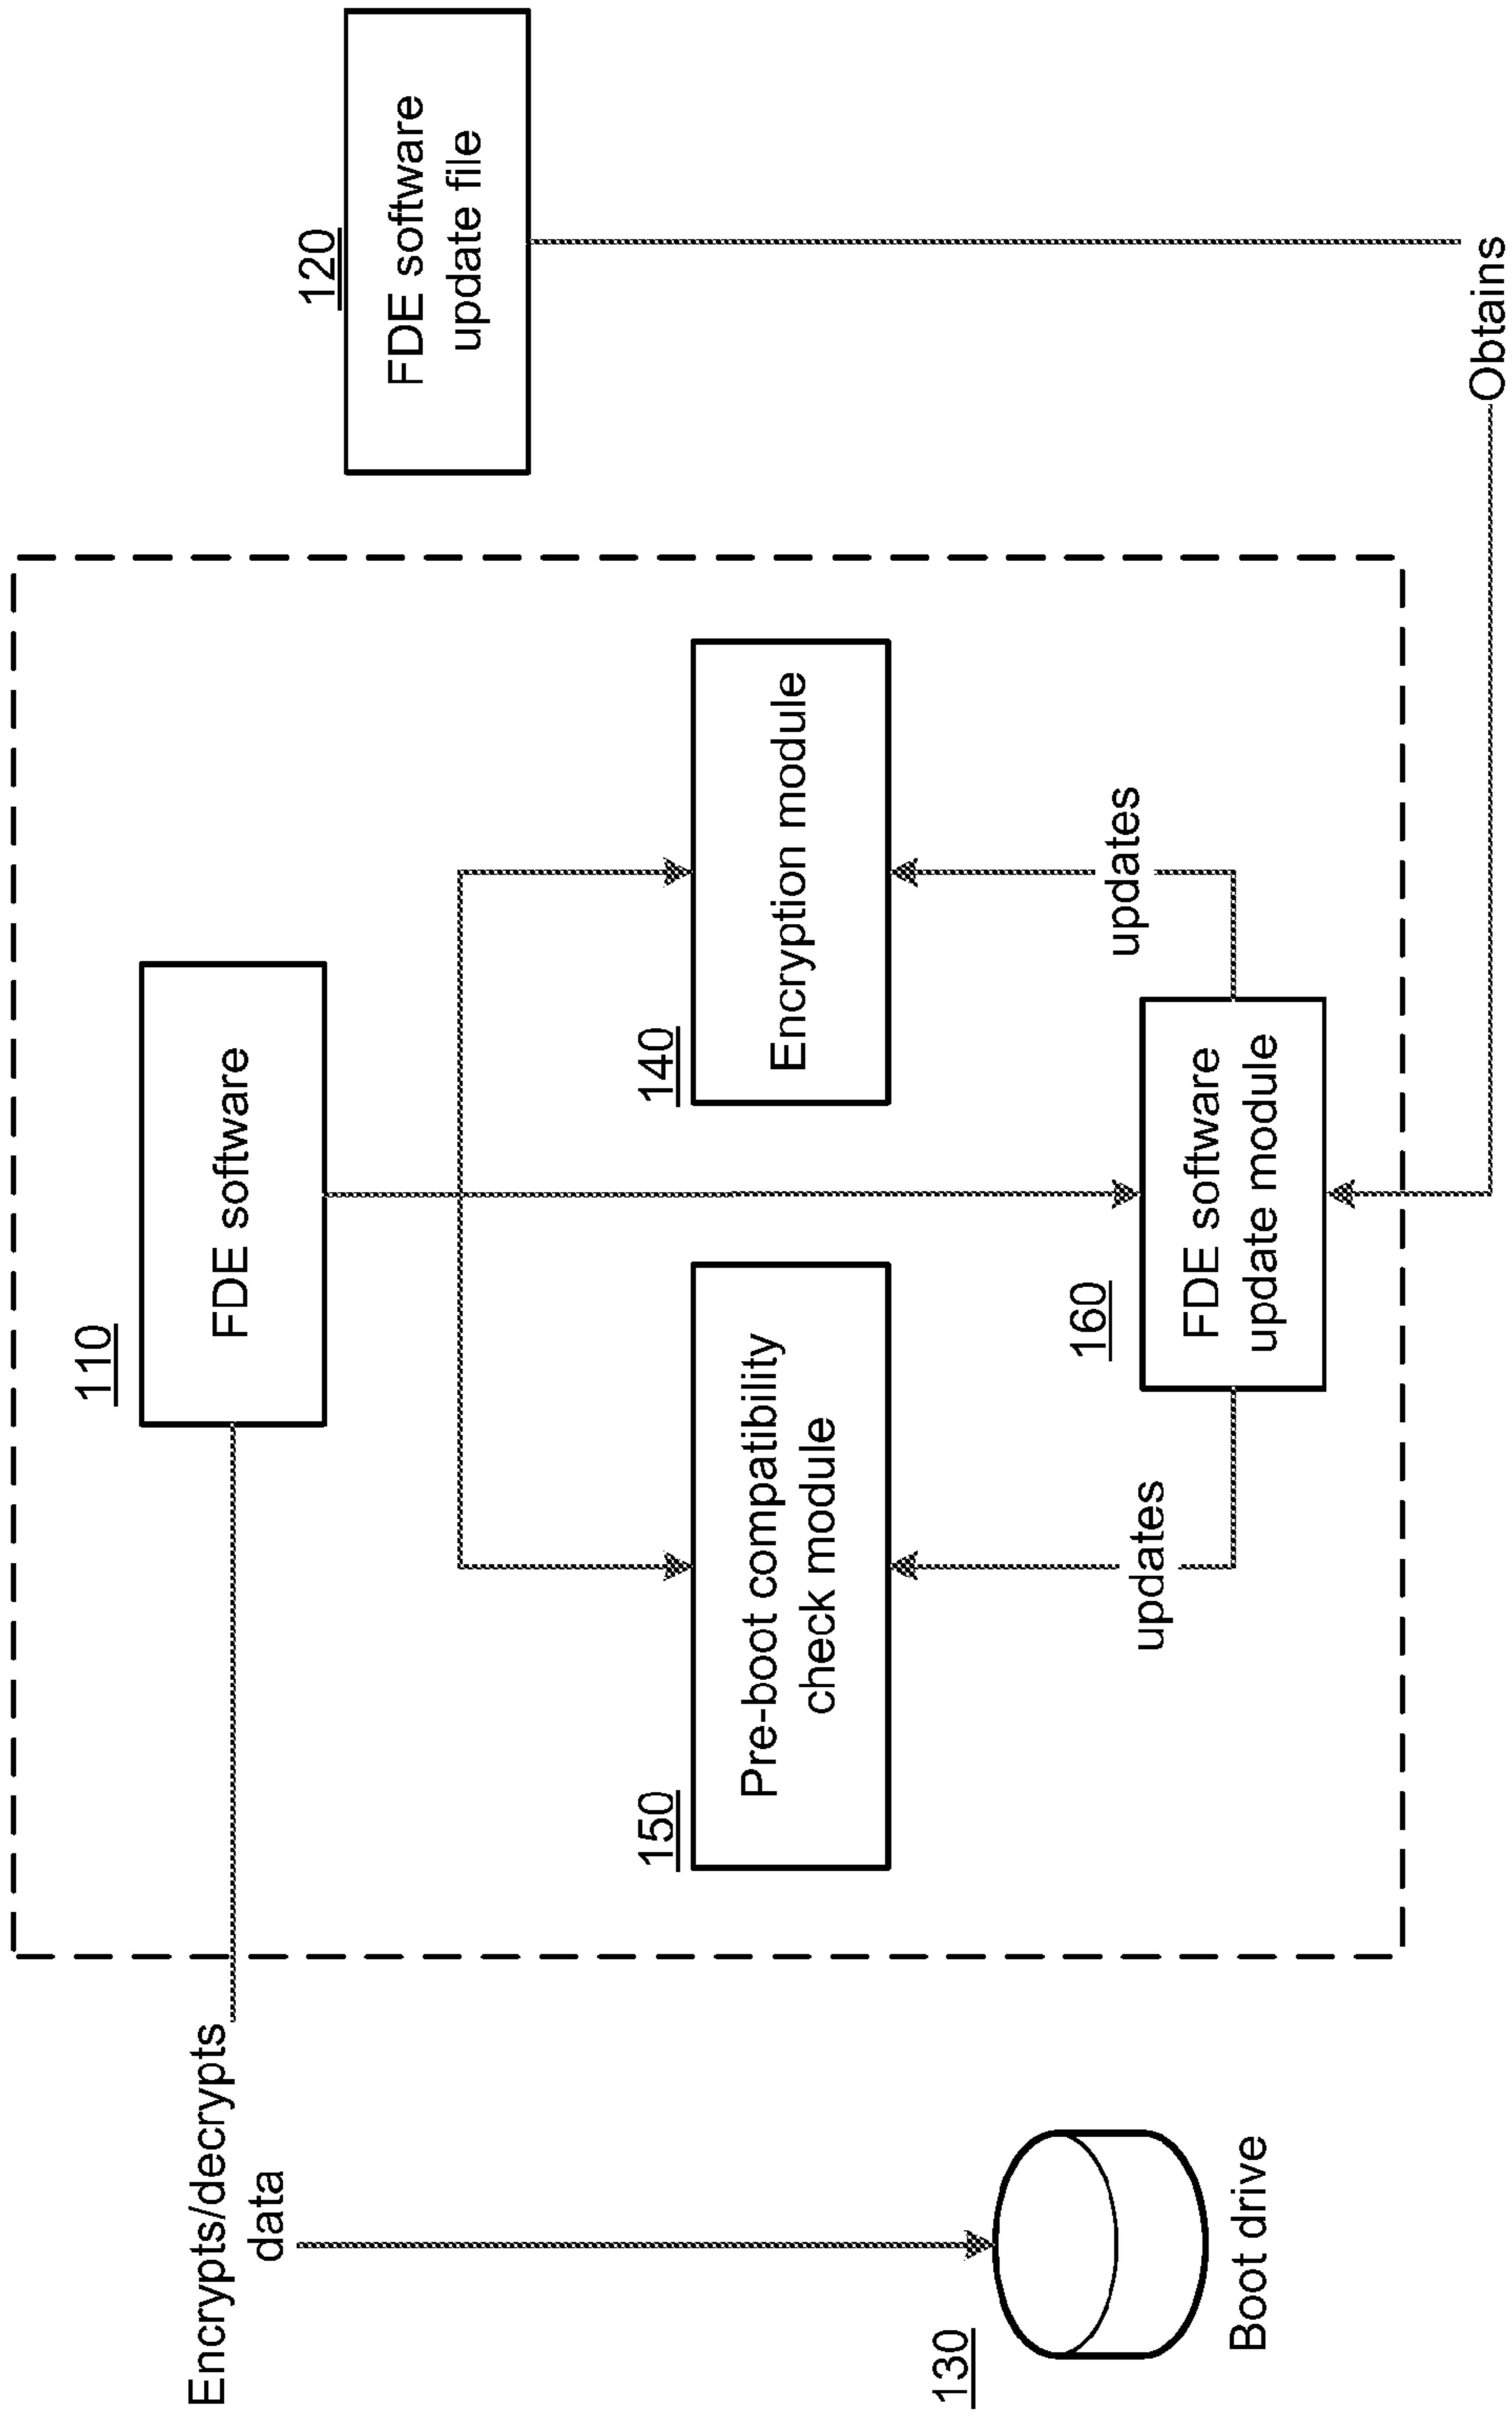 Encrypts/decrypts
data
110
FDE software
120
FDE software
update file
150
Pre-boot compatibility
check module
140
Encryption module
130
Boot drive
updates
160
FDE software
update module
updates
Obtains